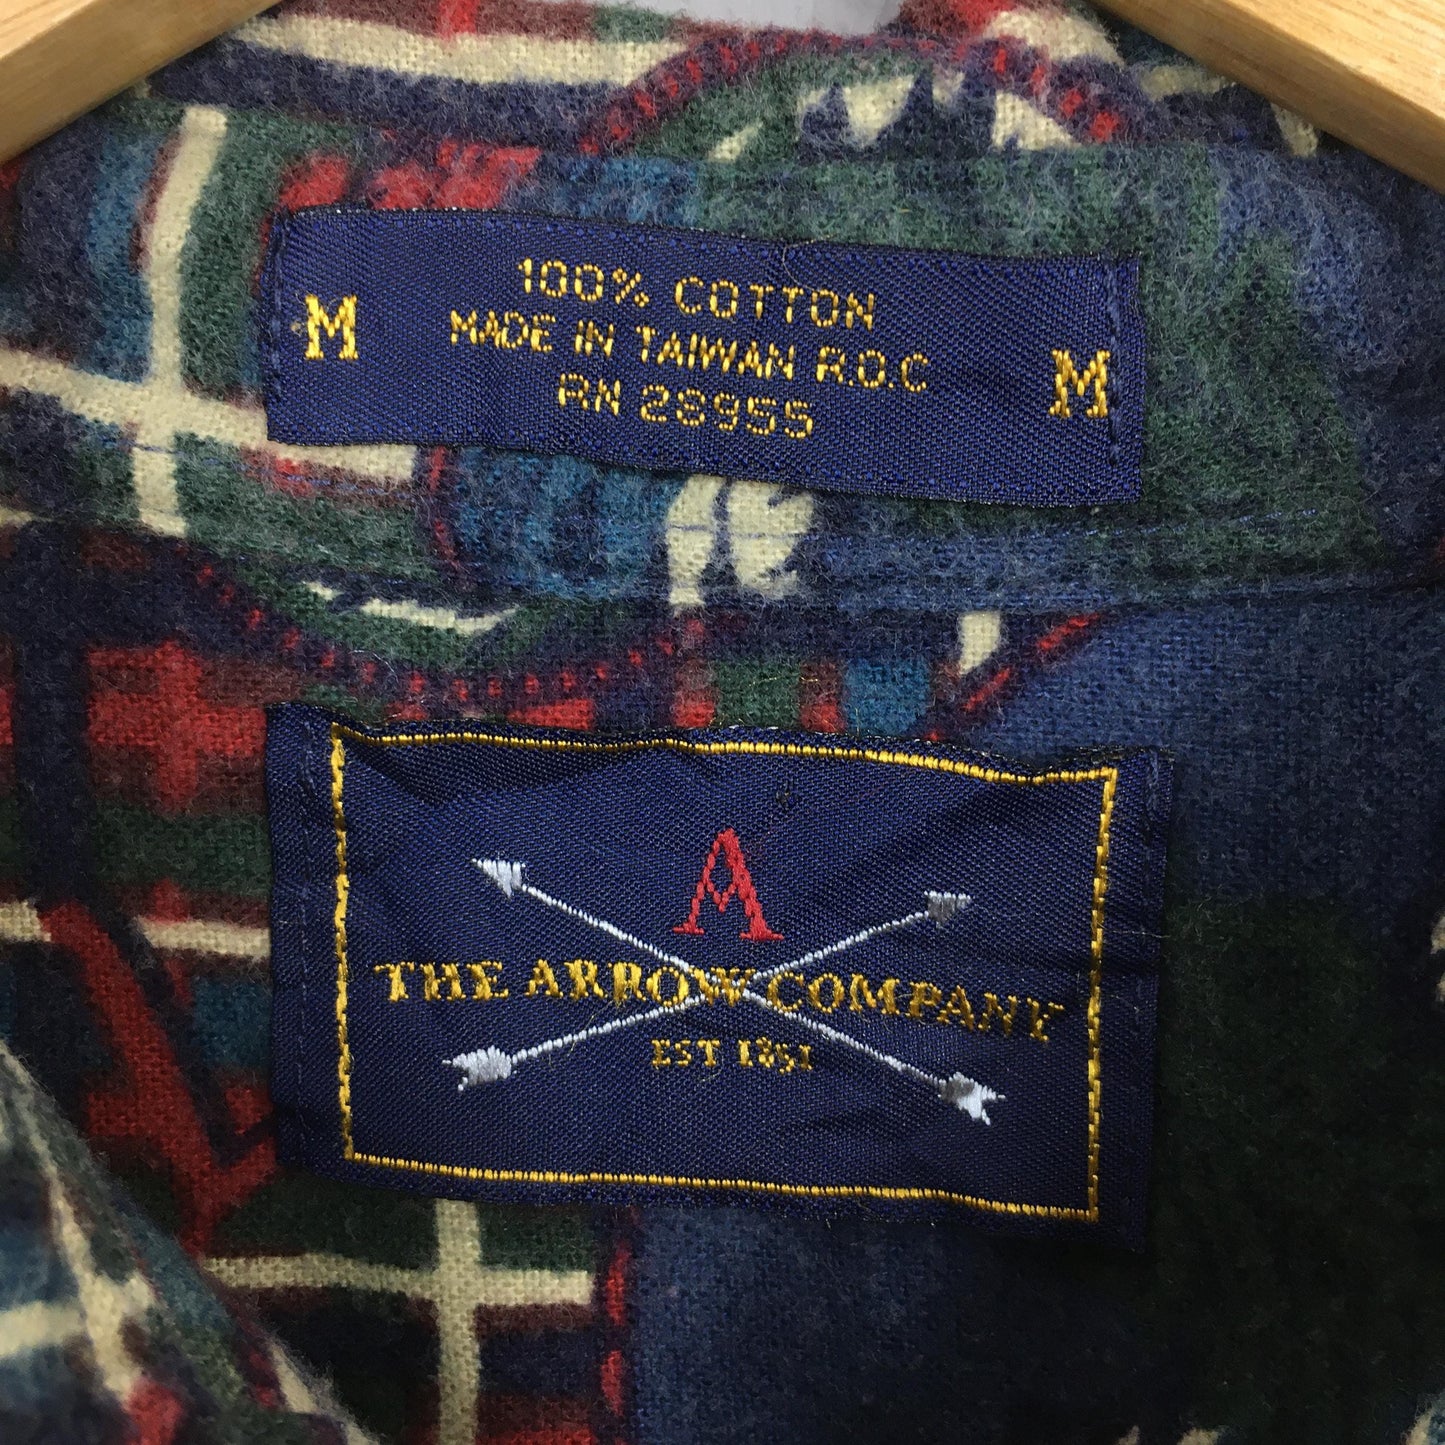 100% COTTON
M MADE IN TAIWAN R.O.C M
RN 28955
A
THE ARROW COMPANY
EST 1851